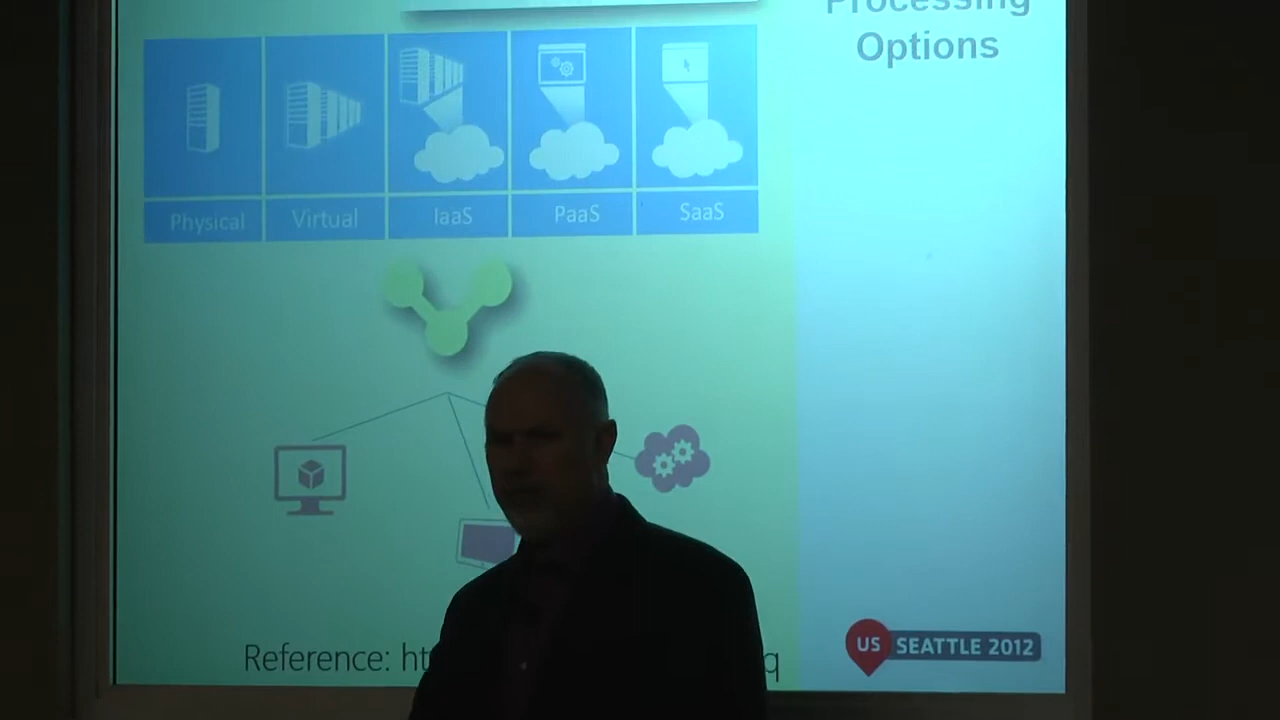 Processing
Options
Physical
Virtual
IaaS
PaaS
SaaS
Reference: ht
q
US
SEATTLE 2012